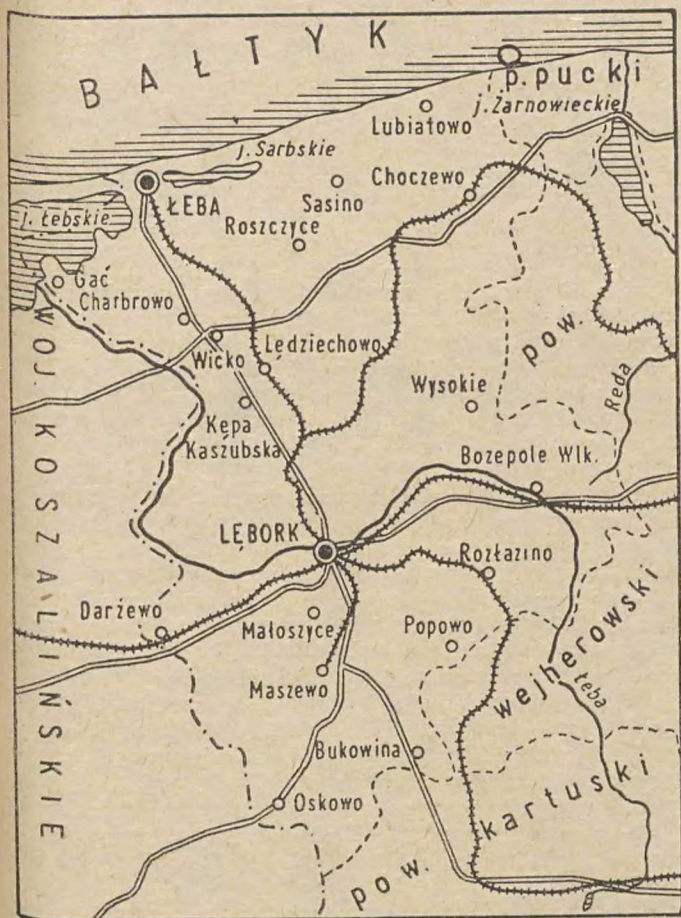 BAŁTYK
p. pucki
Lubiatowo
j. Żarnowieckie
j. Sarbskie
Choczewo
ŁEBA
Sasino
j. Łebskie
Roszczyce
Gać
Charbrowo
Wicko
Lędziechowo
pow.
Wysokie
Reda
Kępa
Kaszubska
Bożepole Wlk.
WOJ. KOSZALIŃSKIE
LĘBORK
Rozłazino
Darżewo
Małoszyce
Popowo
wejherowski
Łeba
Maszewo
Bukowina
Oskowo
kartuski
pow.